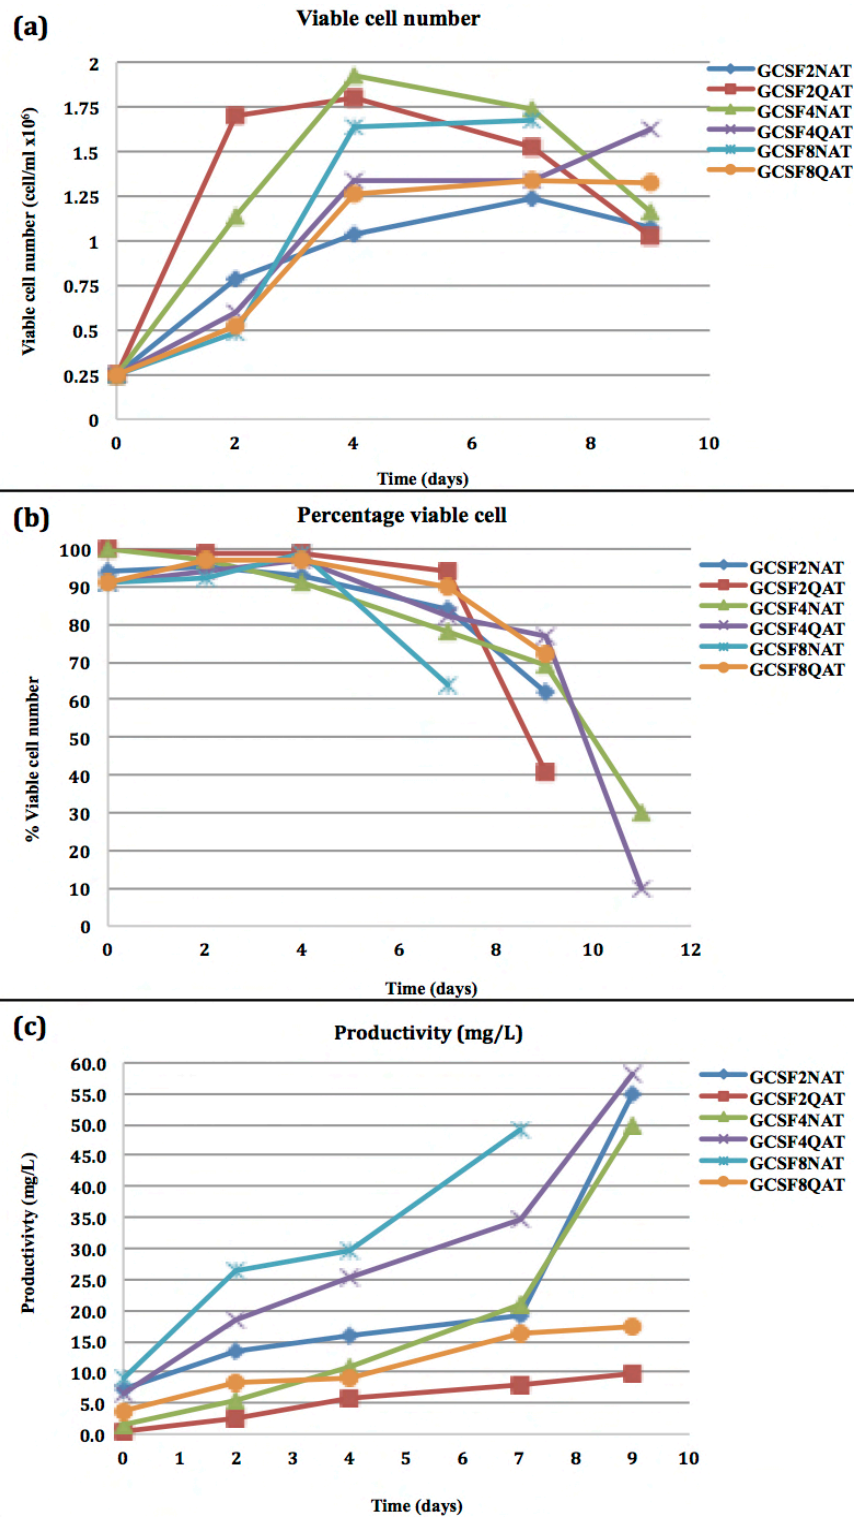 (a)
Viable cell number
Viable cell number (cell/ml x10⁶)
2
1.75
1.5
1.25
1
0.75
0.5
0.25
0
0 2 4 6 8 10
Time (days)
GCSF2NAT
GCSF2QAT
GCSF4NAT
GCSF4QAT
GCSF8NAT
GCSF8QAT
(b)
Percentage viable cell
% Viable cell number
100
90
80
70
60
50
40
30
20
10
0
0 2 4 6 8 10 12
Time (days)
GCSF2NAT
GCSF2QAT
GCSF4NAT
GCSF4QAT
GCSF8NAT
GCSF8QAT
(c)
Productivity (mg/L)
Productivivty (mg/L)
60.0
55.0
50.0
45.0
40.0
35.0
30.0
25.0
20.0
15.0
10.0
5.0
0.0
0 1 2 3 4 5 6 7 8 9 10
Time (days)
GCSF2NAT
GCSF2QAT
GCSF4NAT
GCSF4QAT
GCSF8NAT
GCSF8QAT